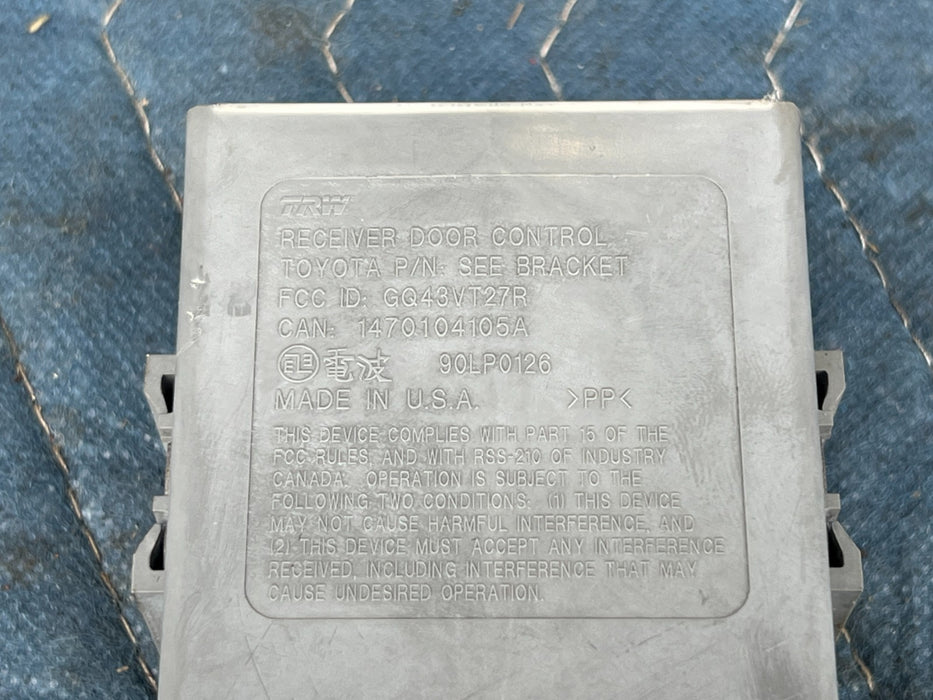 TRW
RECEIVER DOOR CONTROL
TOYOTA P/N: SEE BRACKET
FCC ID: GQ43VT27R
CAN: 1470104105A
電波 90LP0126
MADE IN U.S.A. >PP<
THIS DEVICE COMPLIES WITH PART 15 OF THE
FCC RULES, AND WITH RSS-210 OF INDUSTRY
CANADA. OPERATION IS SUBJECT TO THE
FOLLOWING TWO CONDITIONS: (1) THIS DEVICE
MAY NOT CAUSE HARMFUL INTERFERENCE, AND
(2) THIS DEVICE MUST ACCEPT ANY INTERFERENCE
RECEIVED, INCLUDING INTERFERENCE THAT MAY
CAUSE UNDESIRED OPERATION.